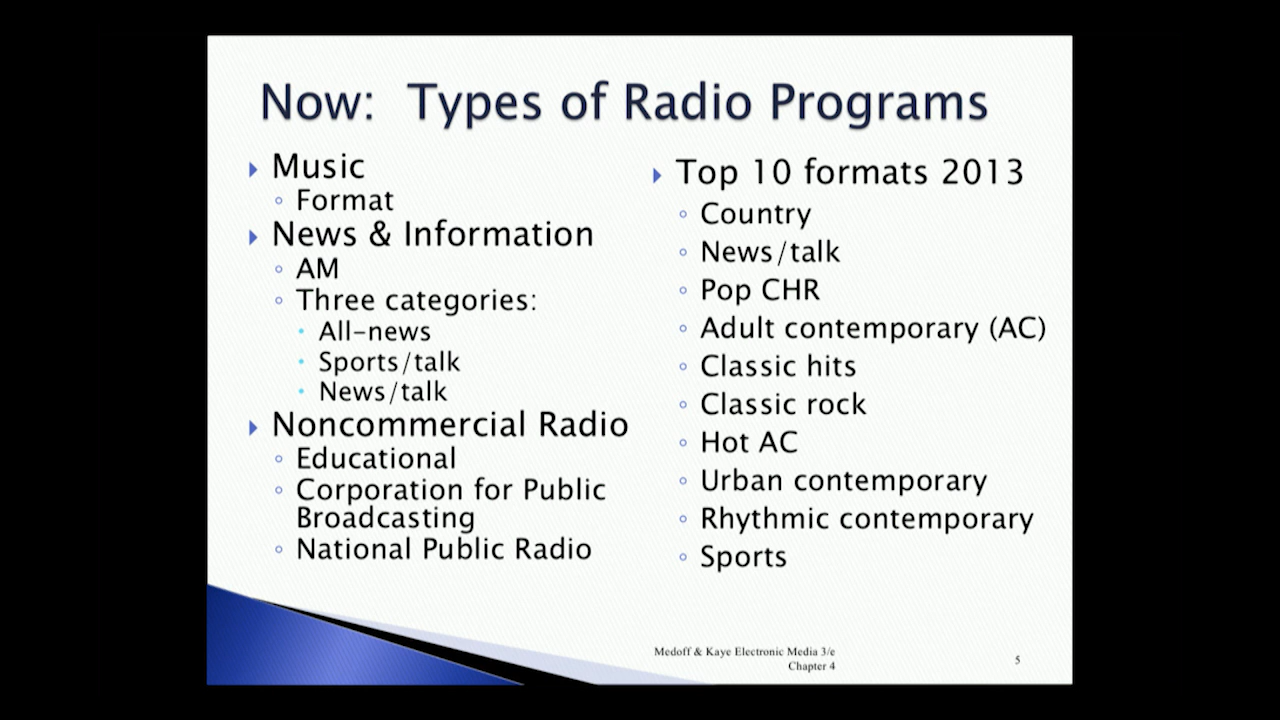 Now: Types of Radio Programs
Music
Format
News & Information
AM
Three categories:
All-news
Sports/talk
News/talk
Noncommercial Radio
Educational
Corporation for Public
Broadcasting
National Public Radio
Top 10 formats 2013
Country
News/talk
Pop CHR
Adult contemporary (AC)
Classic hits
Classic rock
Hot AC
Urban contemporary
Rhythmic contemporary
Sports
Medoff & Kaye Electronic Media 3/e
Chapter 4
5